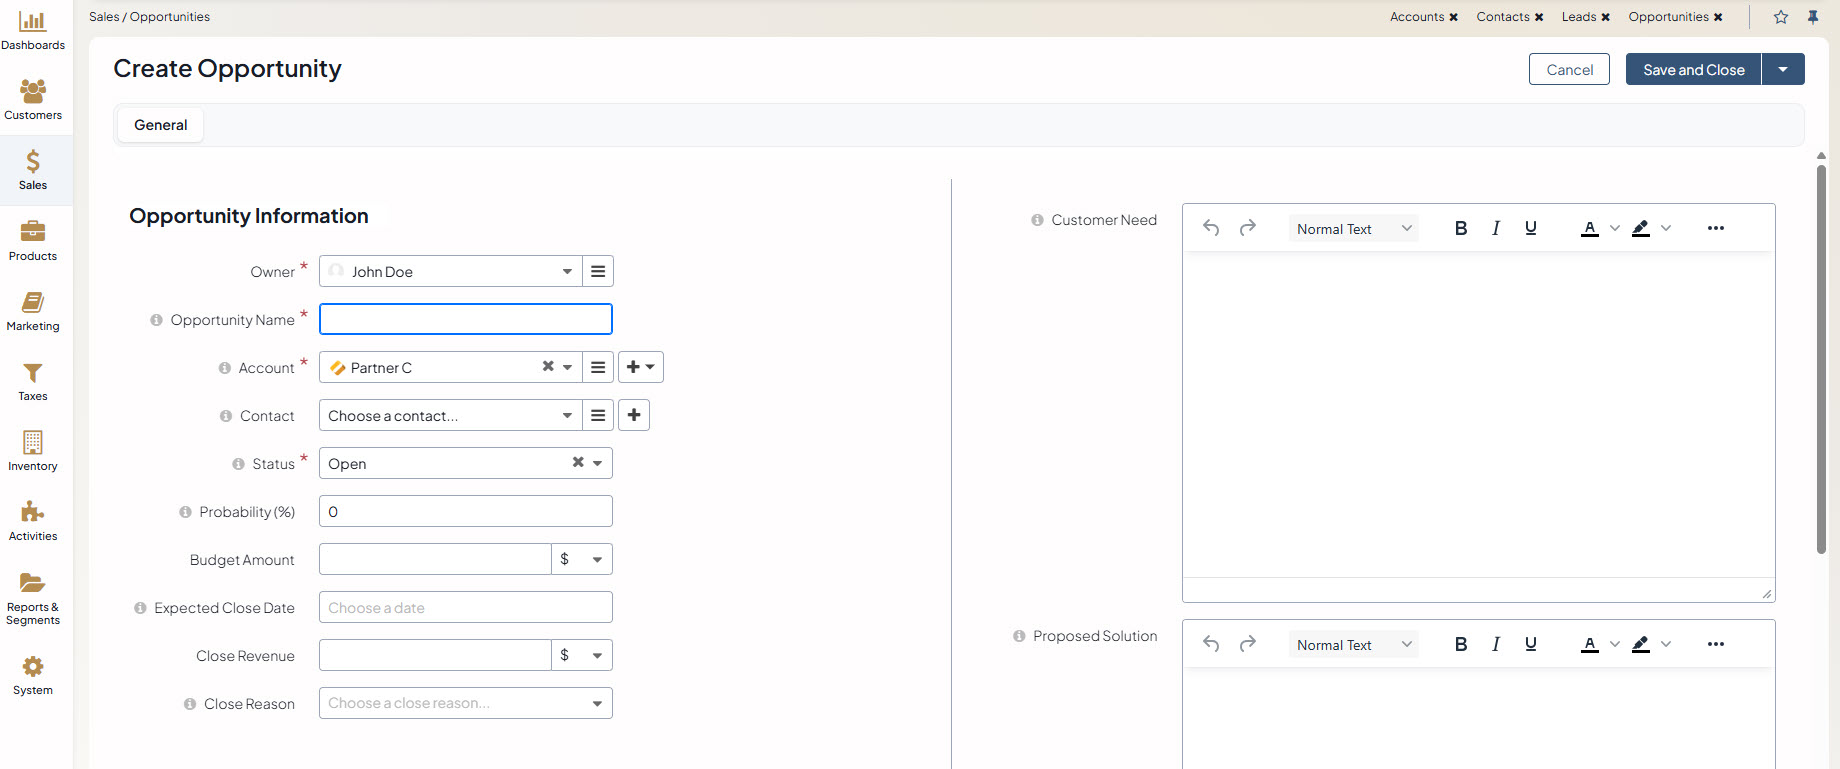 Sales / Opportunities
Accounts ✖ Contacts ✖ Leads ✖ Opportunities ✖
Dashboards
Customers
Sales
Products
Marketing
Taxes
Inventory
Activities
Reports &
Segments
System
Create Opportunity
Cancel
Save and Close
General
Opportunity Information
Owner * John Doe
Opportunity Name *
Account * Partner C
Contact Choose a contact...
Status * Open
Probability (%) 0
Budget Amount $
Expected Close Date Choose a date
Close Revenue $
Close Reason Choose a close reason...
Customer Need
Normal Text B I U A
Proposed Solution
Normal Text B I U A